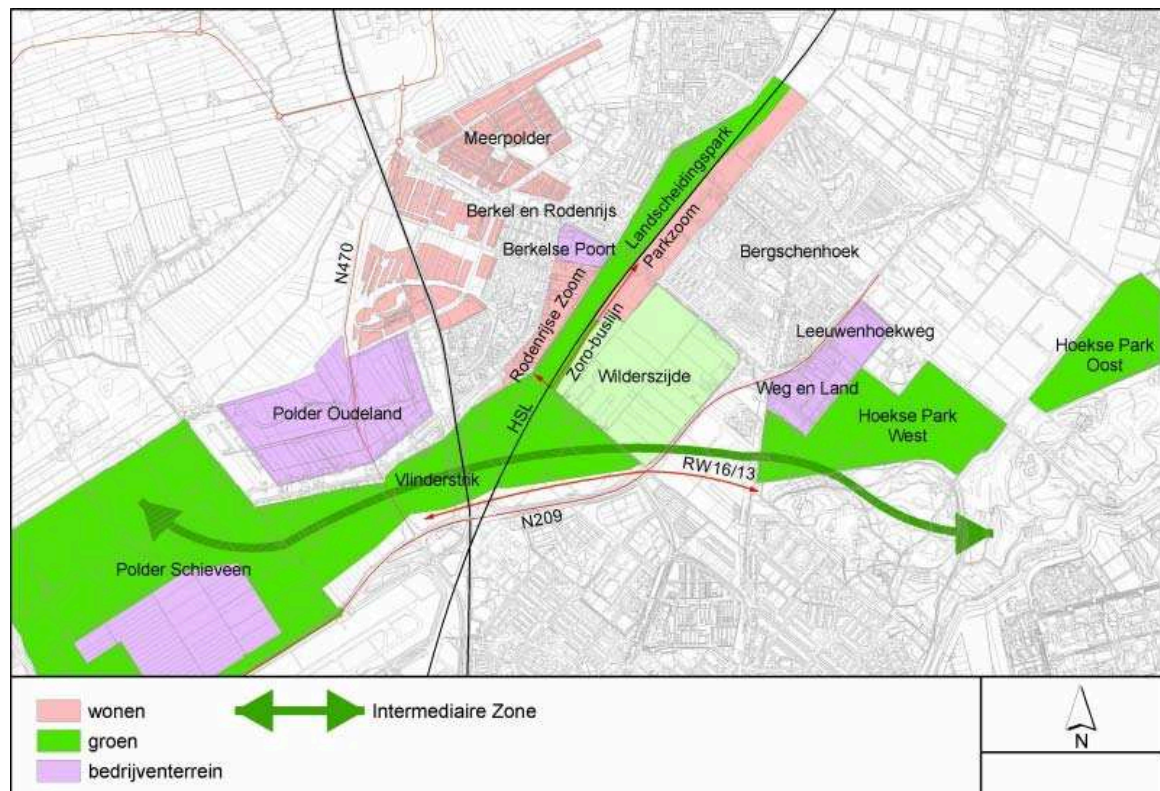 Meerpolder
Berkel en Rodenrijs
Berkelse Poort
N470
Landscheidingspark
Parkzoom
Bergschenhoek
Rodenrijse Zoom
Zoro-buslijn
HSL
Wilderszijde
Leeuwenhoekweg
Weg en Land
Hoekse Park
Oost
Hoekse Park
West
Polder Oudeland
Vlinderstrik
RW16/13
N209
Polder Schieveen
wonen
groen
bedrijventerrein
Intermediaire Zone
N